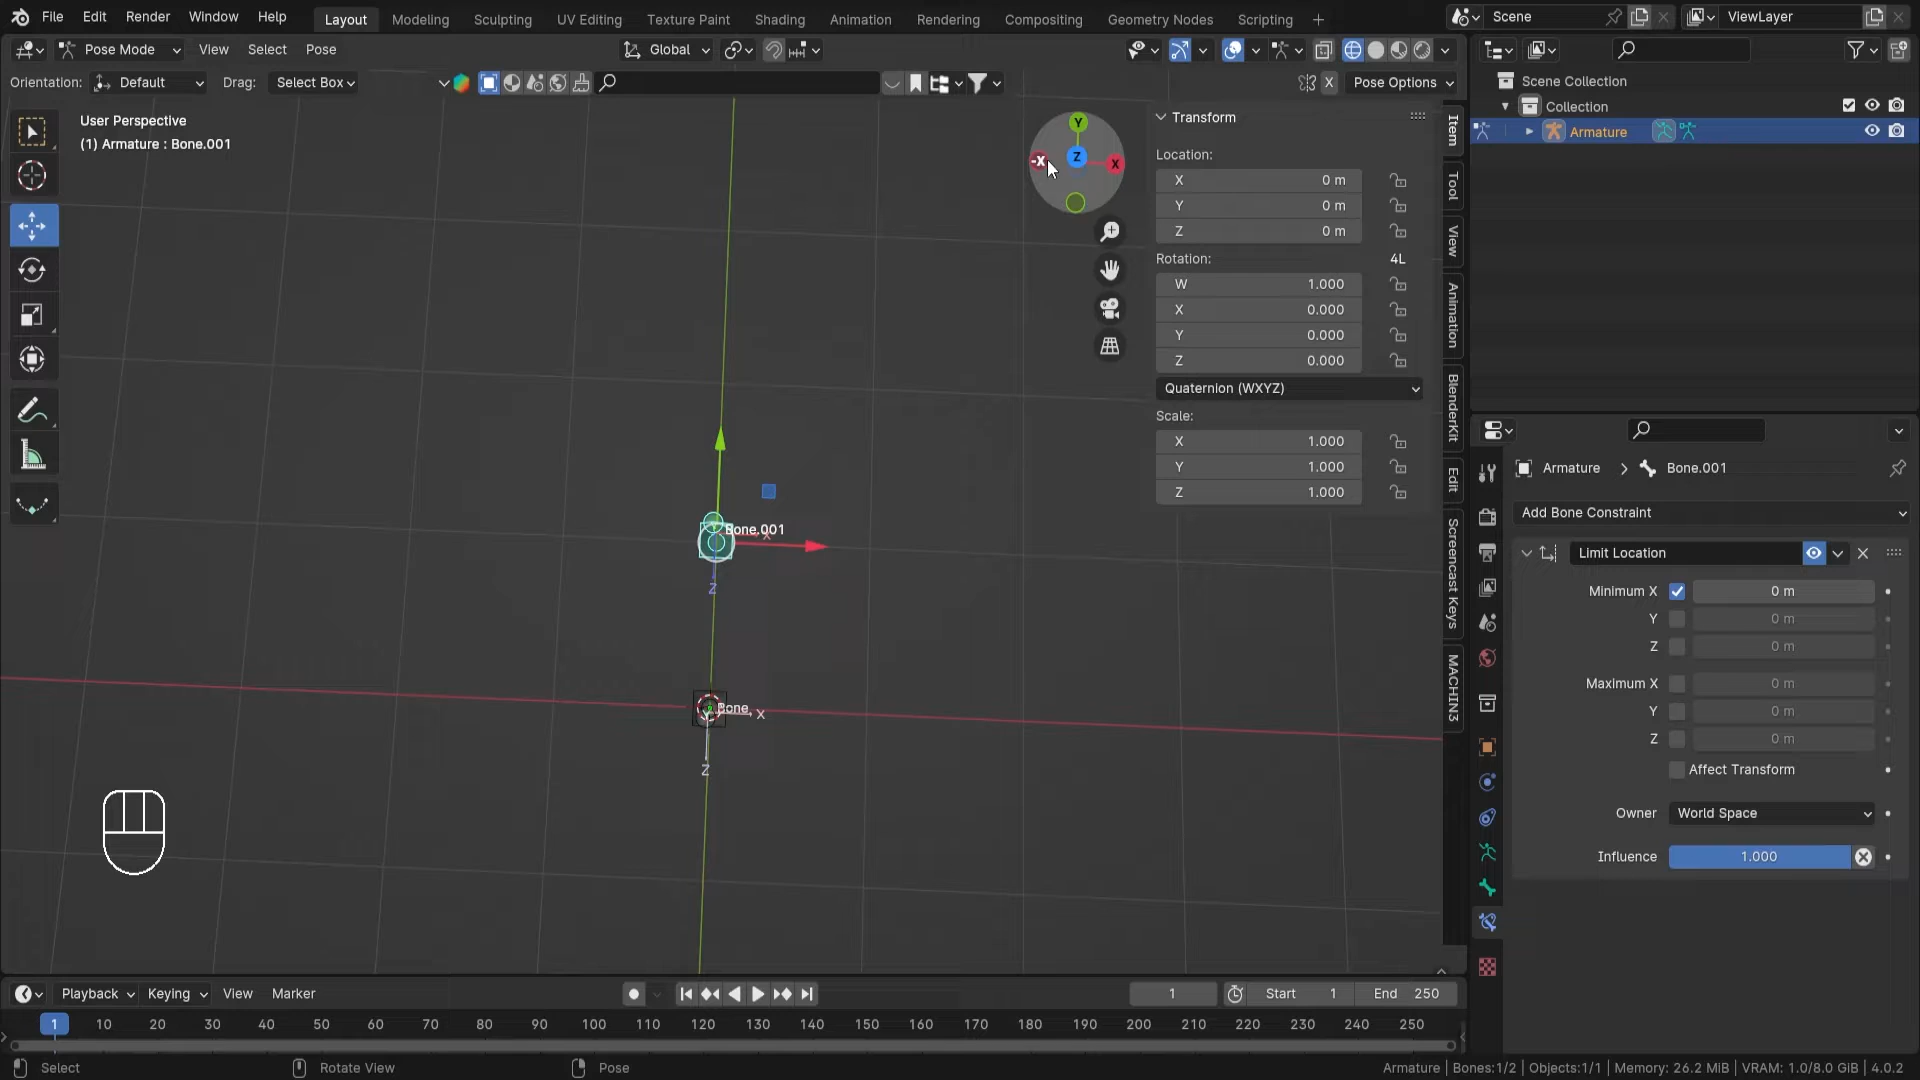 File Edit Render Window Help Layout Modeling Sculpting UV Editing Texture Paint Shading Animation Rendering Compositing Geometry Nodes Scripting + Scene ViewLayer
Pose Mode View Select Pose Global
Orientation: Default Drag: Select Box X Pose Options
User Perspective
(1) Armature : Bone.001
Y
-X
Z
X
Bone.001
X
Z
Bone
X
Z
Transform
Location:
X 0 m
Y 0 m
Z 0 m
Rotation: 4L
W 1.000
X 0.000
Y 0.000
Z 0.000
Quaternion (WXYZ)
Scale:
X 1.000
Y 1.000
Z 1.000
Item
Tool
View
Animation
BlenderKit
Edit
Screencast Keys
MACHIN3
Scene Collection
Collection
Armature
Armature > Bone.001
Add Bone Constraint
Limit Location
Minimum X 0 m
Y 0 m
Z 0 m
Maximum X 0 m
Y 0 m
Z 0 m
Affect Transform
Owner World Space
Influence 1.000
Playback Keying View Marker 1 Start 1 End 250
1 10 20 30 40 50 60 70 80 90 100 110 120 130 140 150 160 170 180 190 200 210 220 230 240 250
Select Rotate View Pose Armature | Bones:1/2 | Objects:1/1 | Memory: 26.2 MiB | VRAM: 1.0/8.0 GiB | 4.0.2